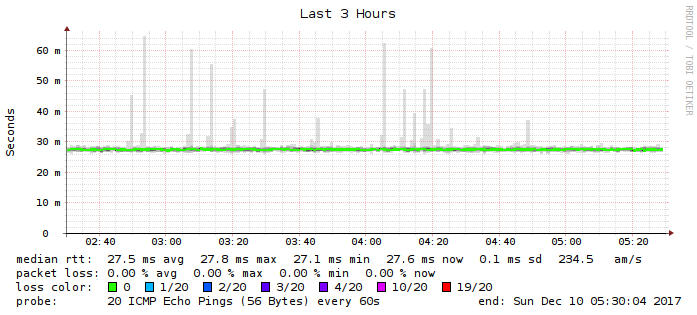 Last 3 Hours
RRDTOOL / TOBI OETIKER
Seconds
60 m
50 m
40 m
30 m
20 m
10 m
0
02:40 03:00 03:20 03:40 04:00 04:20 04:40 05:00 05:20
median rtt: 27.5 ms avg 27.8 ms max 27.1 ms min 27.6 ms now 0.1 ms sd 234.5 am/s
packet loss: 0.00 % avg 0.00 % max 0.00 % min 0.00 % now
loss color: 0 1/20 2/20 3/20 4/20 10/20 19/20
probe: 20 ICMP Echo Pings (56 Bytes) every 60s end: Sun Dec 10 05:30:04 2017